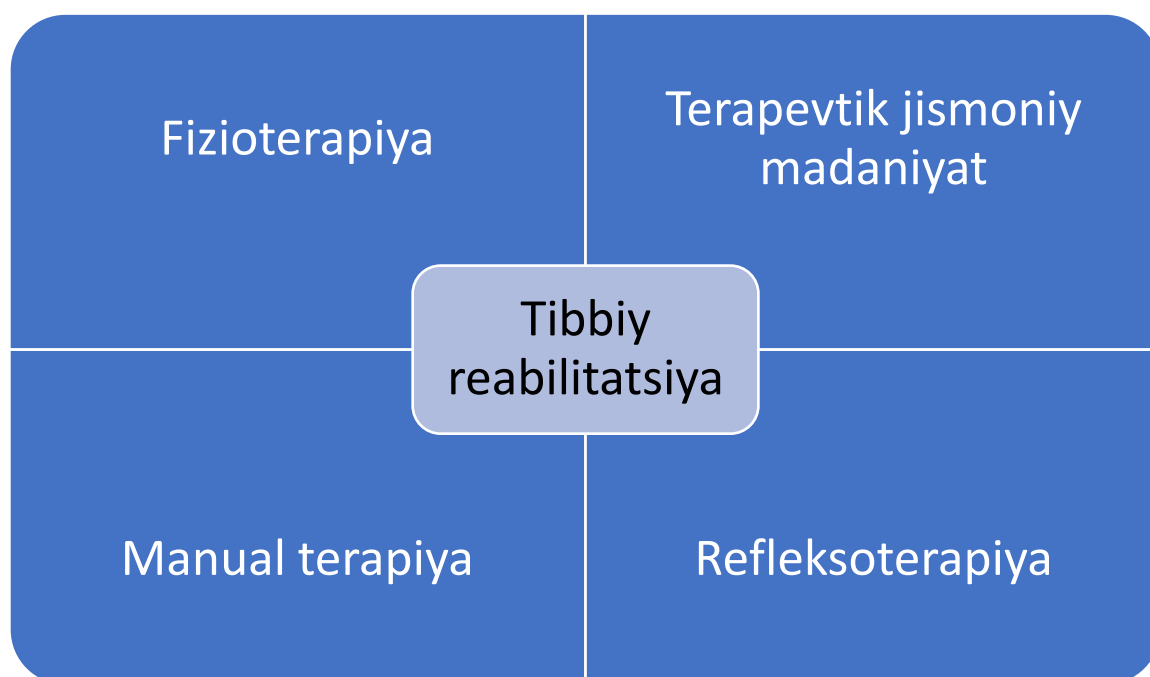 Fizioterapiya
Terapevtik jismoniy
madaniyat
Tibbiy
reabilitatsiya
Manual terapiya
Refleksoterapiya